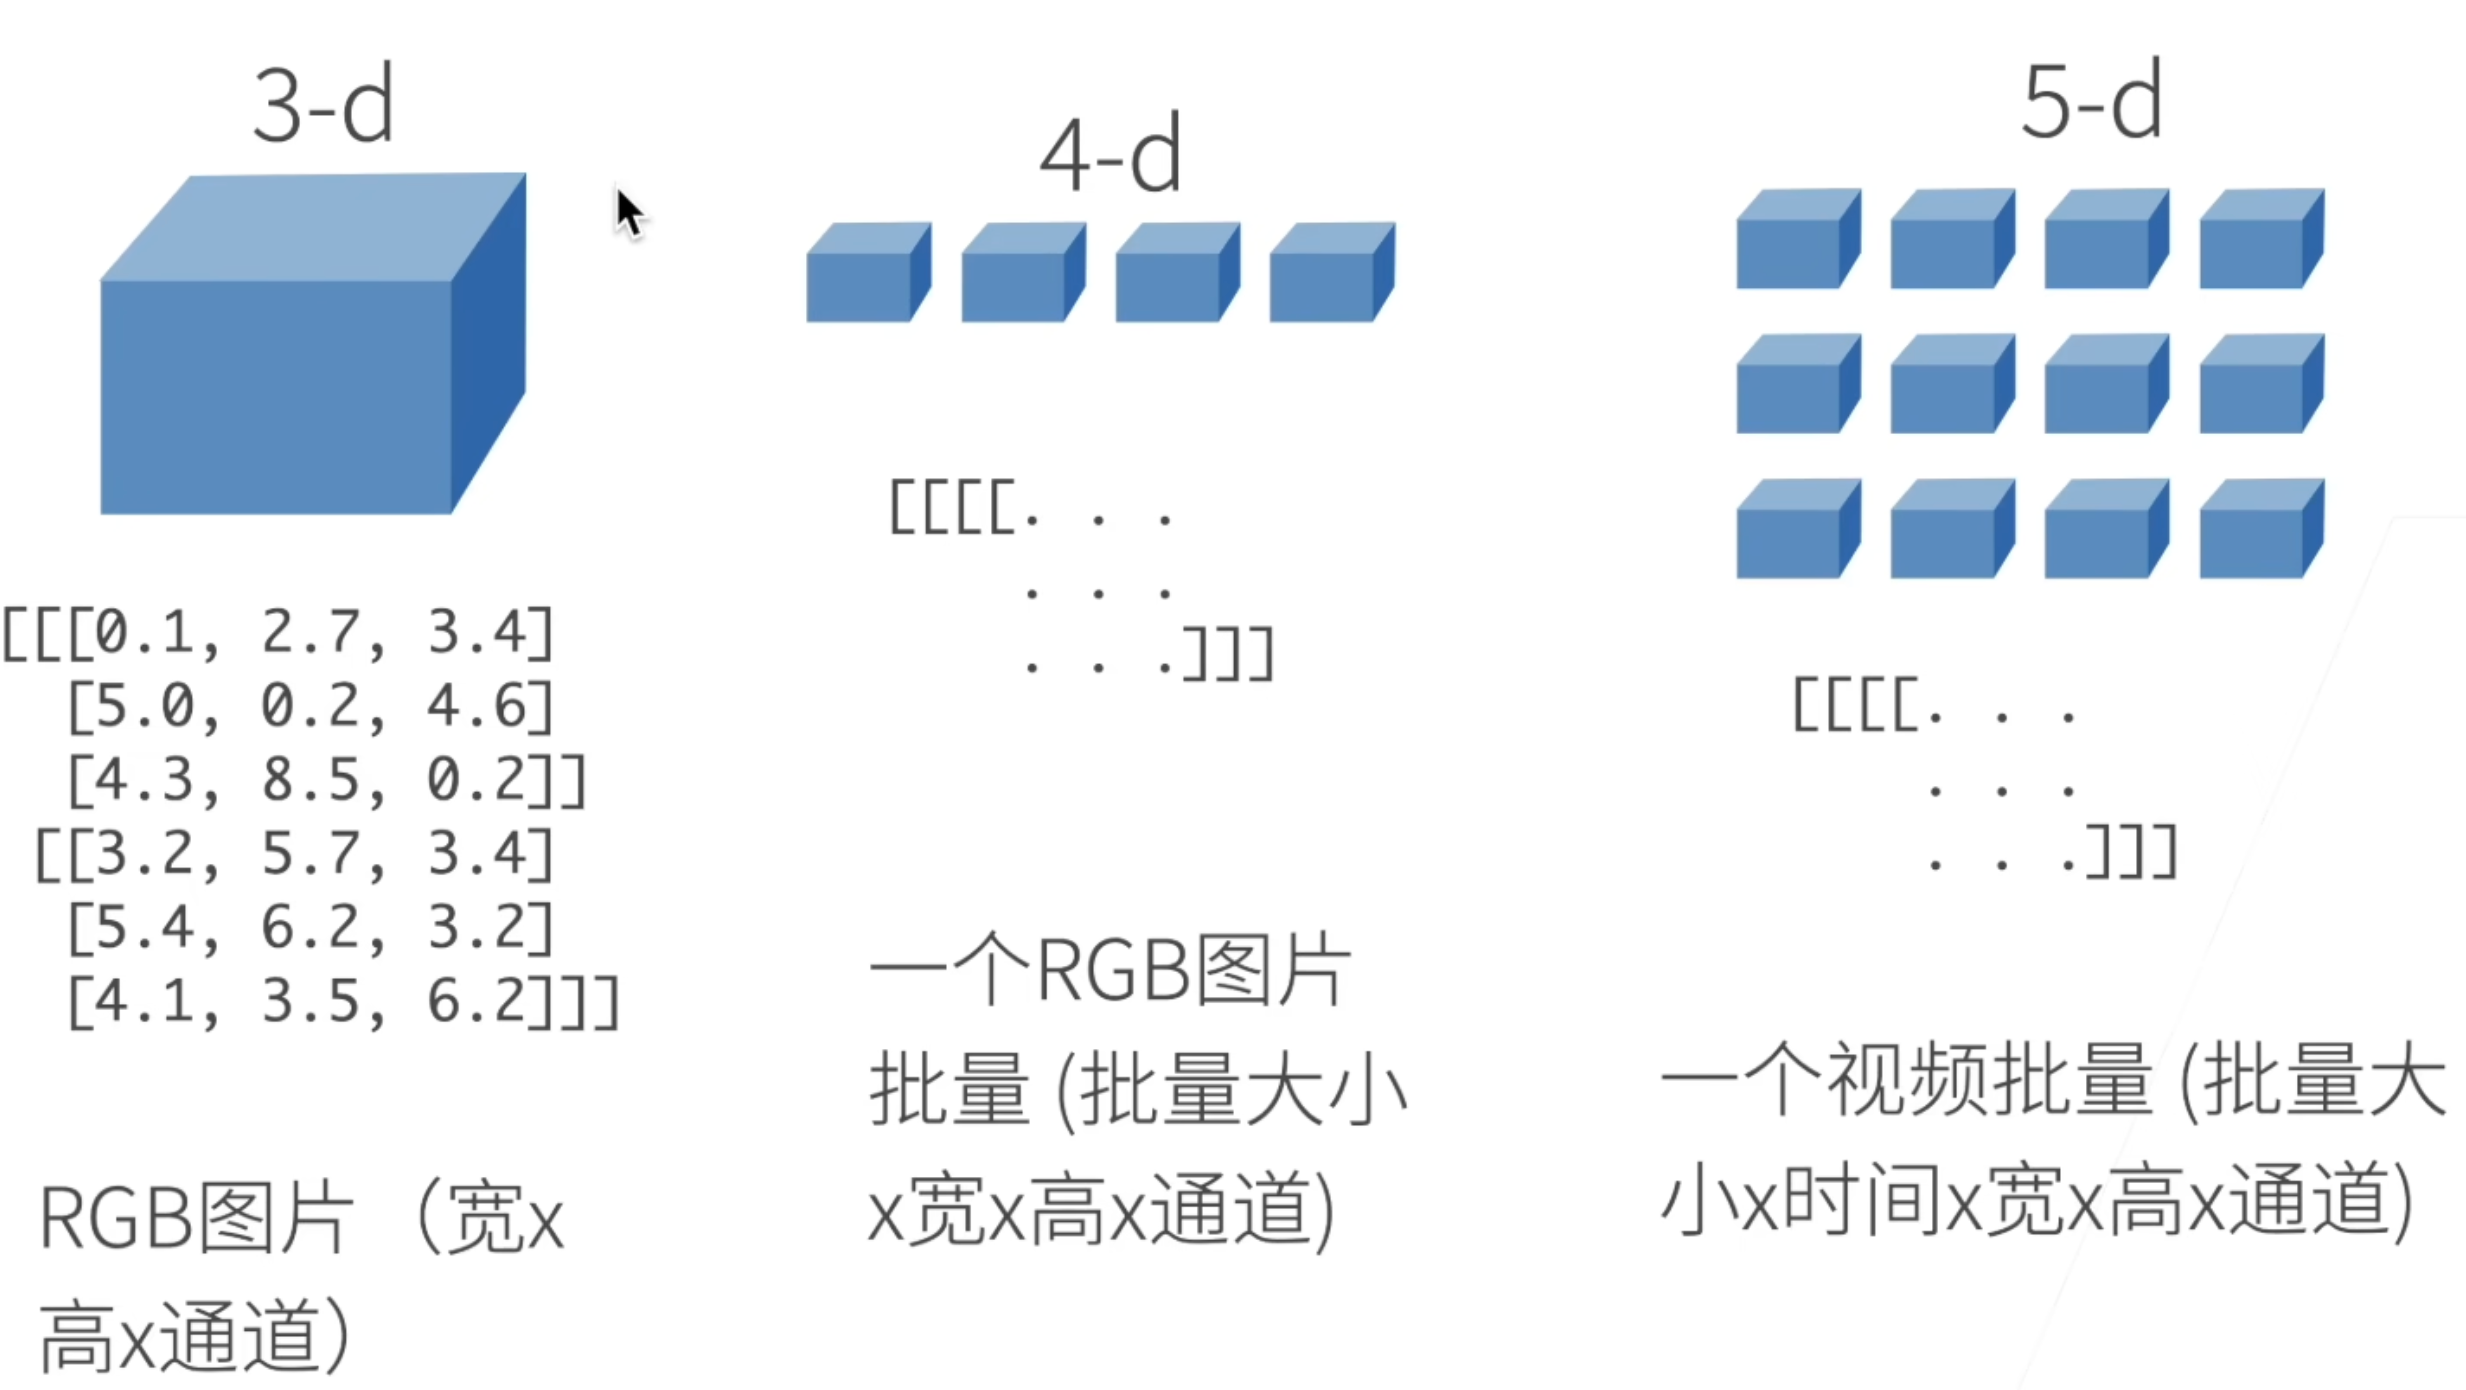 3-d
[[[0.1, 2.7, 3.4]
[5.0, 0.2, 4.6]
[4.3, 8.5, 0.2]]
[[3.2, 5.7, 3.4]
[5.4, 6.2, 3.2]
[4.1, 3.5, 6.2]]]
RGB图片（宽x
高x通道）
4-d
[[[[. . .
. . .
. . .]]]
一个RGB图片
批量 (批量大小
x宽x高x通道)
5-d
[[[[. . .
. . .
. . .]]]
一个视频批量 (批量大
小x时间x宽x高x通道)